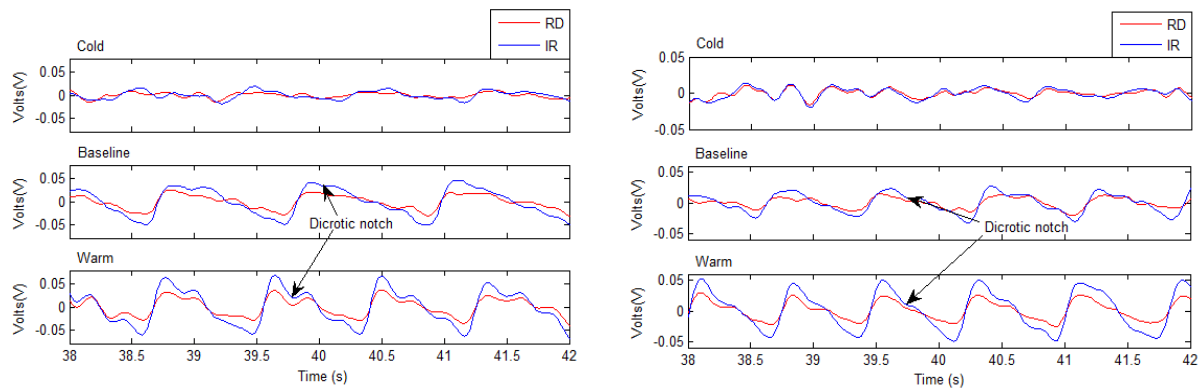 RD
IR
Cold
0.05
0
-0.05
Volts(V)
Baseline
0.05
0
-0.05
Volts(V)
Dicrotic notch
Warm
0.05
0
-0.05
Volts(V)
38 38.5 39 39.5 40 40.5 41 41.5 42
Time (s)
RD
IR
Cold
0.05
0
-0.05
Volts(V)
Baseline
0.05
0
-0.05
Volts(V)
Dicrotic notch
Warm
0.05
0
-0.05
Volts(V)
38 38.5 39 39.5 40 40.5 41 41.5 42
Time (s)